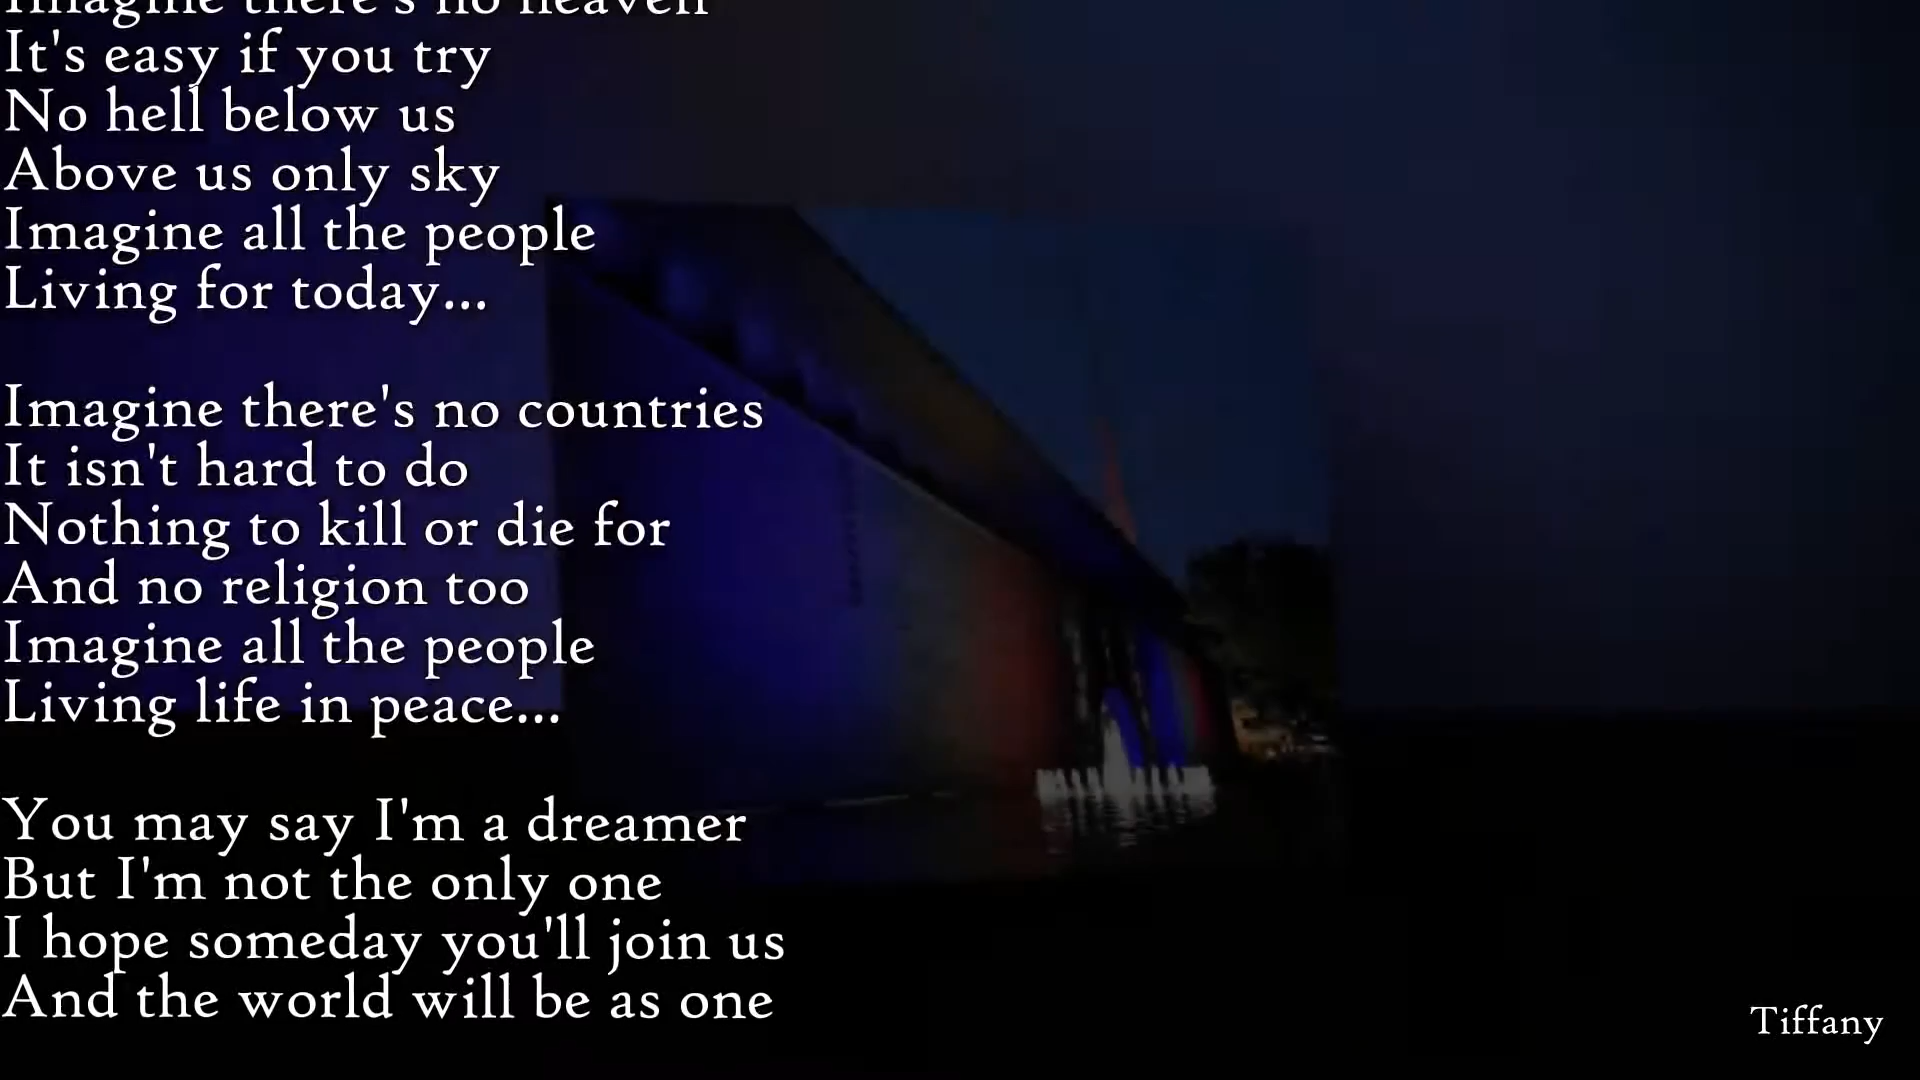 Imagine there's no heaven
It's easy if you try
No hell below us
Above us only sky
Imagine all the people
Living for today...
Imagine there's no countries
It isn't hard to do
Nothing to kill or die for
And no religion too
Imagine all the people
Living life in peace...
You may say I'm a dreamer
But I'm not the only one
I hope someday you'll join us
And the world will be as one
Tiffany